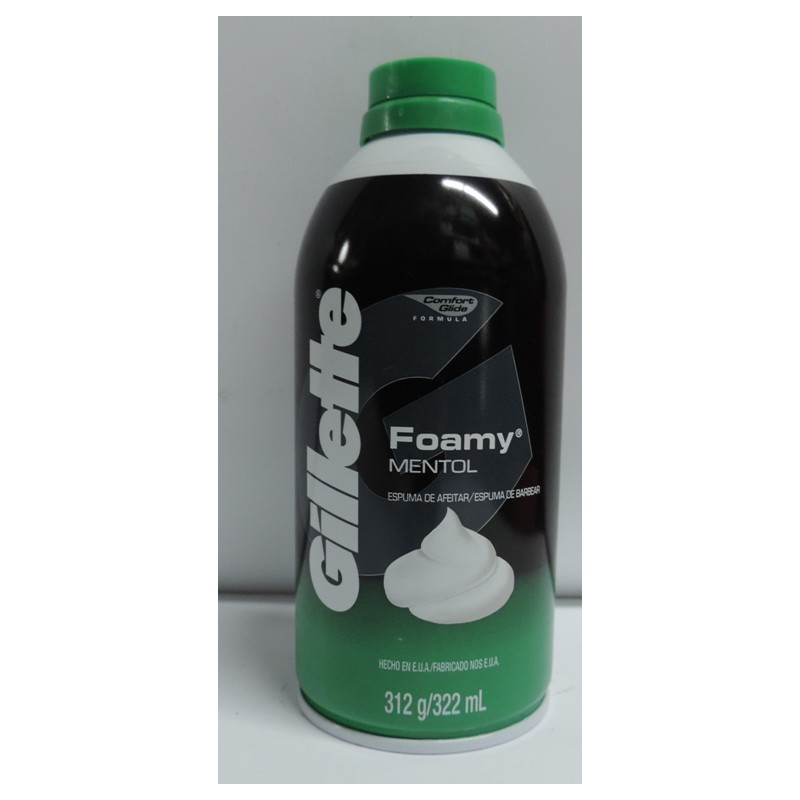 Gillette®
Comfort
Glide
FORMULA
Foamy®
MENTOL
ESPUMA DE AFEITAR/ESPUMA DE BARBEAR
HECHO EN E.U.A./FABRICADO NOS E.U.A.
312 g/322 mL